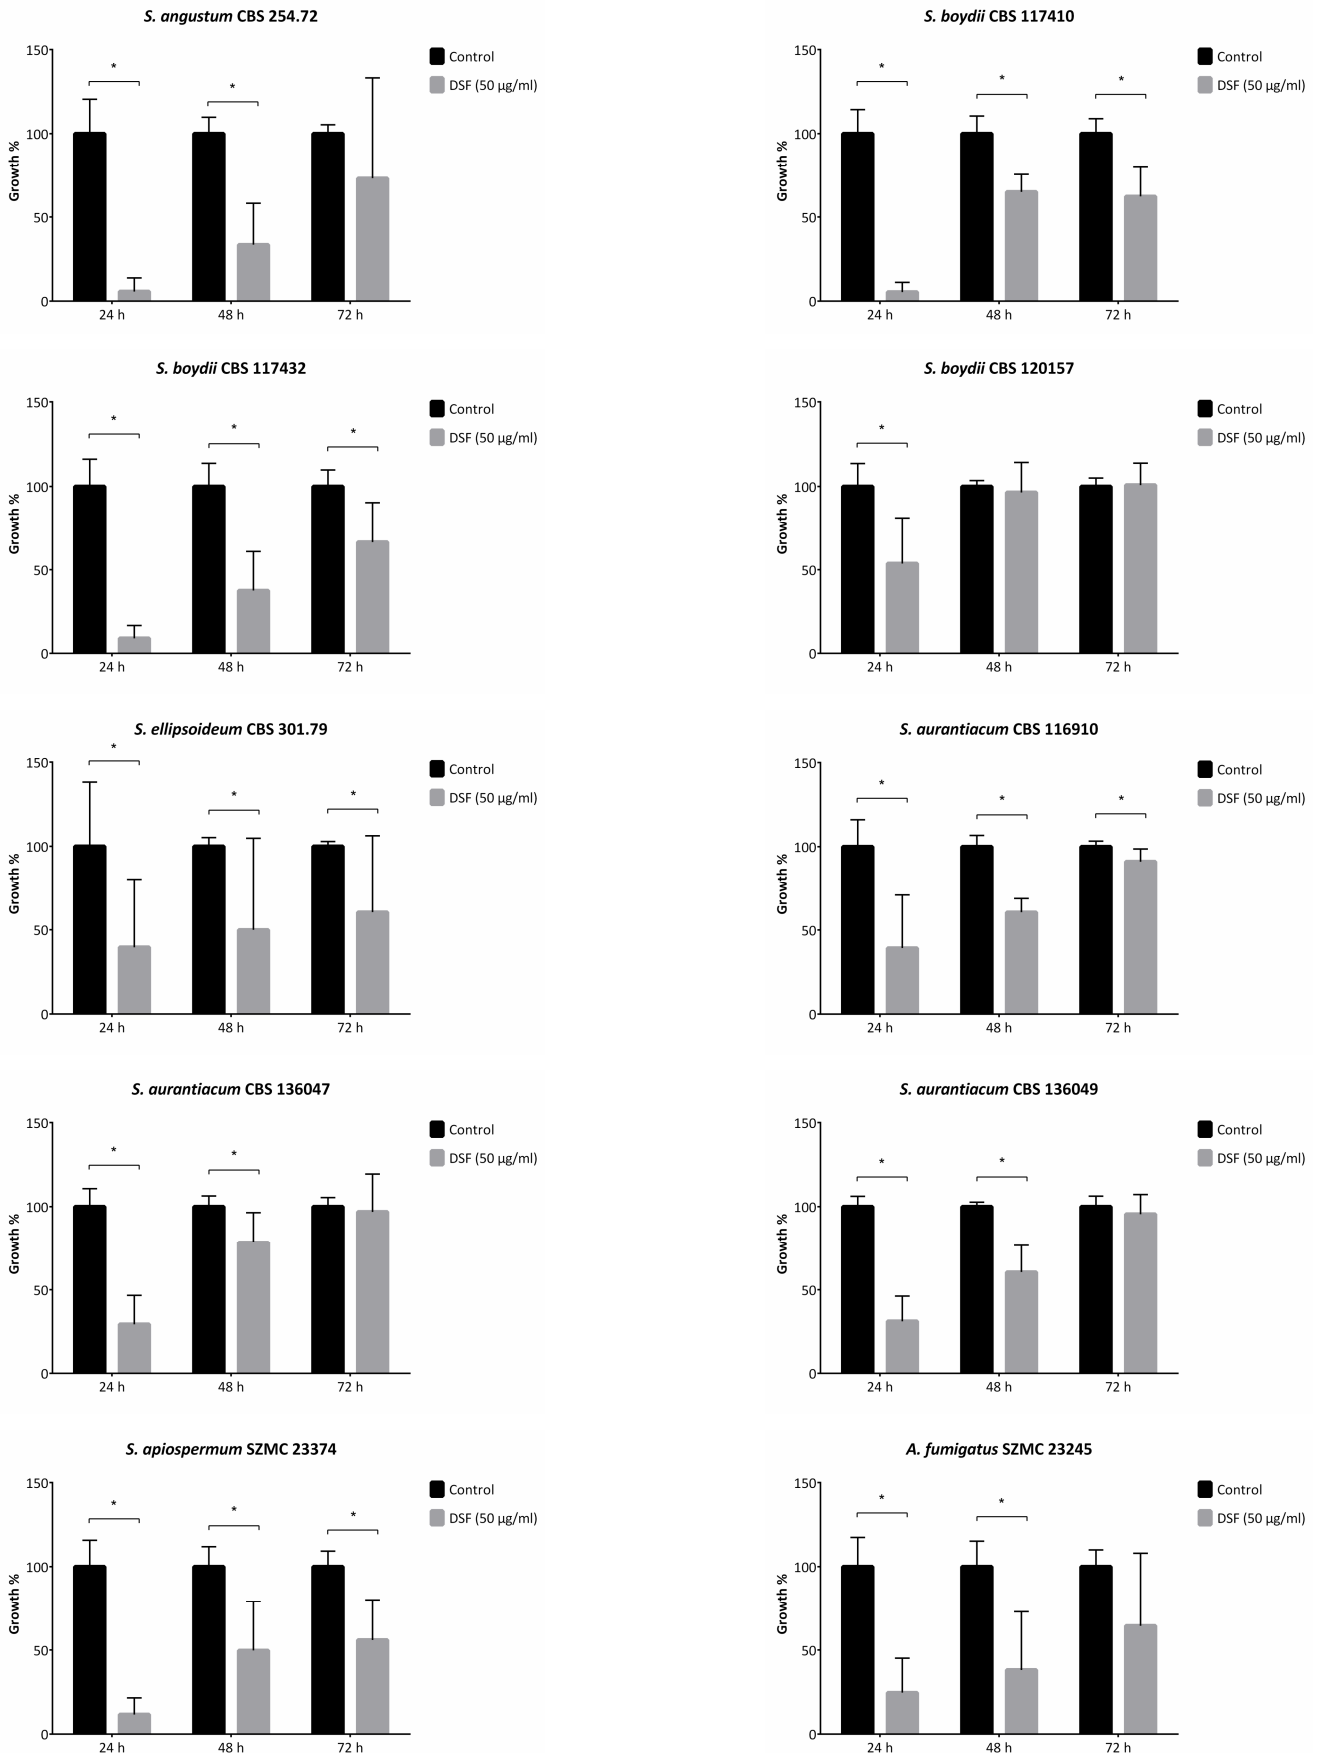 S. angustum CBS 254.72
Growth %
150
100
50
0
*
*
24 h
48 h
72 h
Control
DSF (50 µg/ml)
S. boydii CBS 117410
Growth %
150
100
50
0
*
*
*
24 h
48 h
72 h
Control
DSF (50 µg/ml)
S. boydii CBS 117432
Growth %
150
100
50
0
*
*
*
24 h
48 h
72 h
Control
DSF (50 µg/ml)
S. boydii CBS 120157
Growth %
150
100
50
0
*
24 h
48 h
72 h
Control
DSF (50 µg/ml)
S. ellipsoideum CBS 301.79
Growth %
150
100
50
0
*
*
*
24 h
48 h
72 h
Control
DSF (50 µg/ml)
S. aurantiacum CBS 116910
Growth %
150
100
50
0
*
*
*
24 h
48 h
72 h
Control
DSF (50 µg/ml)
S. aurantiacum CBS 136047
Growth %
150
100
50
0
*
*
24 h
48 h
72 h
Control
DSF (50 µg/ml)
S. aurantiacum CBS 136049
Growth %
150
100
50
0
*
*
24 h
48 h
72 h
Control
DSF (50 µg/ml)
S. apiospermum SZMC 23374
Growth %
150
100
50
0
*
*
*
24 h
48 h
72 h
Control
DSF (50 µg/ml)
A. fumigatus SZMC 23245
Growth %
150
100
50
0
*
*
24 h
48 h
72 h
Control
DSF (50 µg/ml)